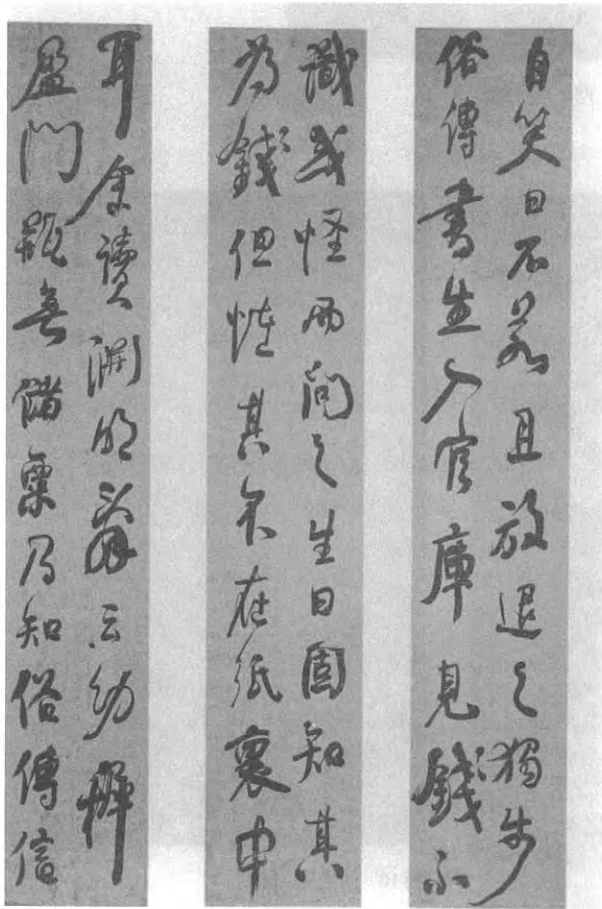 自笑曰不若且放退之獨步
俗傳書生入官庫見錢不
識或怪而問之生曰固知其
為錢但怪其不在紙裹中
耳余讀淵明辭云幼稚
盈門瓶無儲粟乃知俗傳信